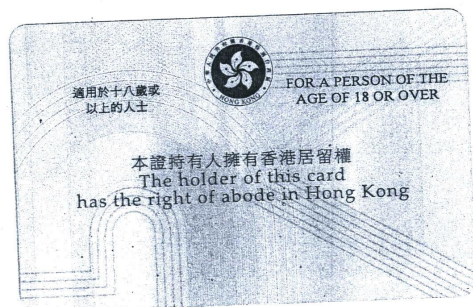 適用於十八歲或
以上的人士
HONG KONG
FOR A PERSON OF THE
AGE OF 18 OR OVER
本證持有人擁有香港居留權
The holder of this card
has the right of abode in Hong Kong